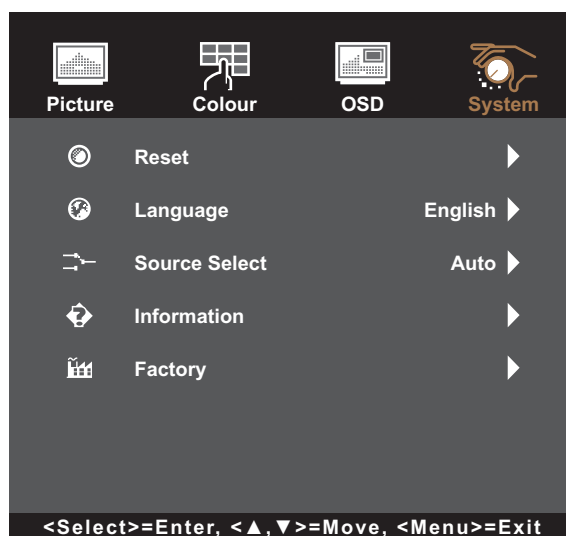 Picture Colour OSD System
Reset
Language English
Source Select Auto
Information
Factory
<Select>=Enter, <▲,▼>=Move, <Menu>=Exit